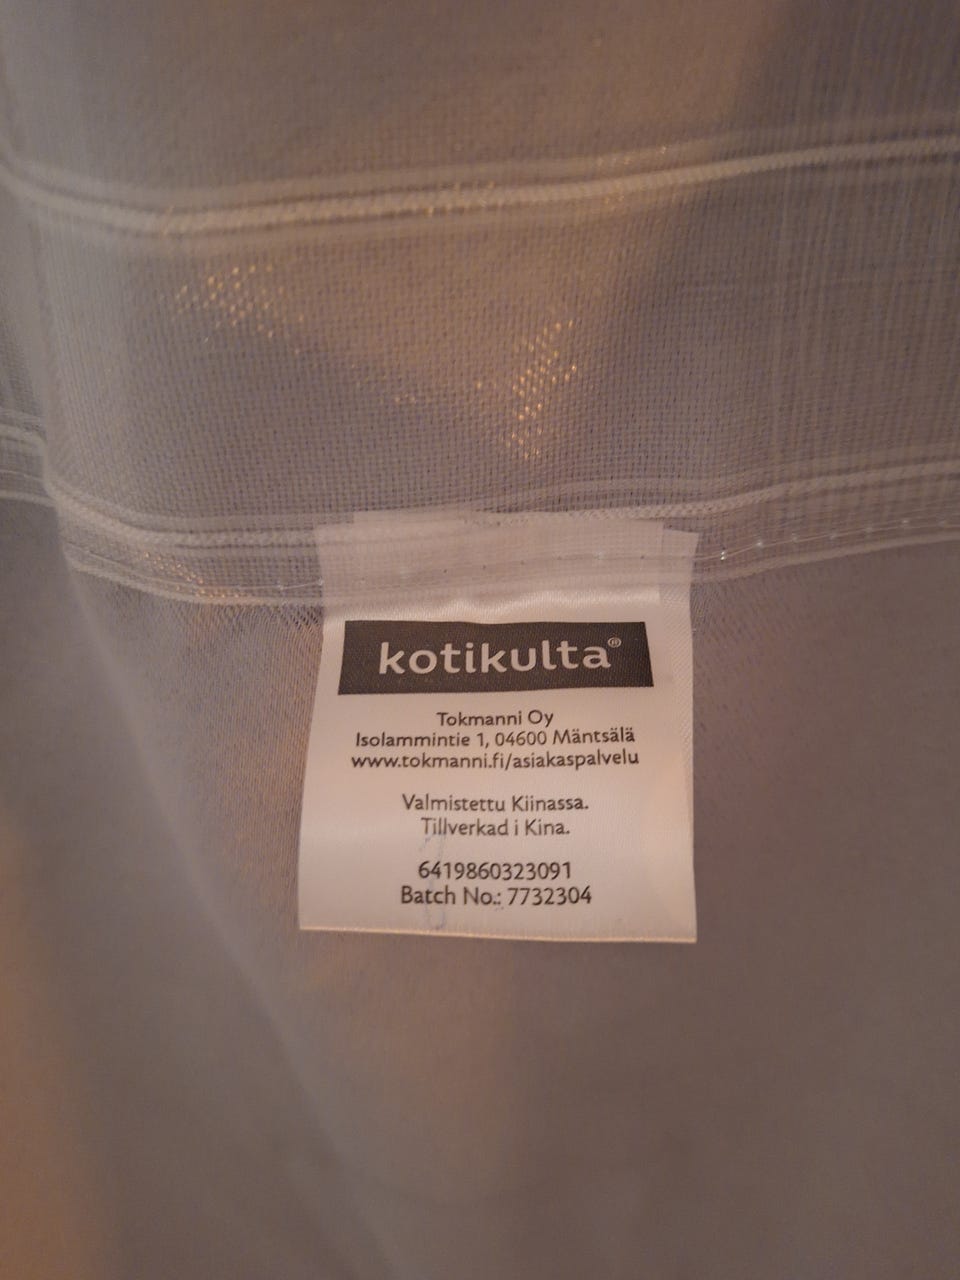 kotikulta®
Tokmanni Oy
Isolammintie 1, 04600 Mäntsälä
www.tokmanni.fi/asiakaspalvelu
Valmistettu Kiinassa.
Tillverkad i Kina.
6419860323091
Batch No.: 7732304